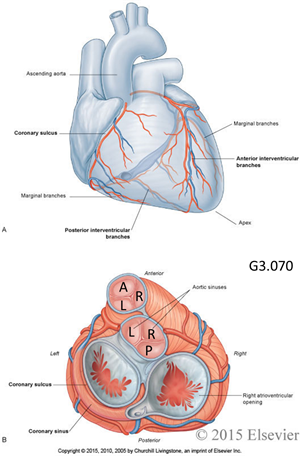 Ascending aorta
Coronary sulcus
Marginal branches
Anterior interventricular
branches
Marginal branches
Posterior interventricular
branches
Apex
A
G3.070
Anterior
A
R
L
Aortic sinuses
L
R
P
Left
Right
Coronary sulcus
Right atrioventricular
opening
Coronary sinus
Posterior
B
© 2015 Elsevier
Copyright © 2015, 2010, 2005 by Churchill Livingstone, an imprint of Elsevier Inc.